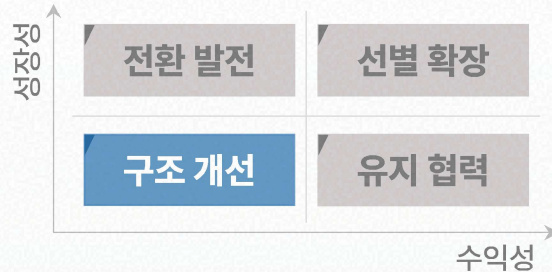 성장성
전환 발전
선별 확장
구조 개선
유지 협력
수익성